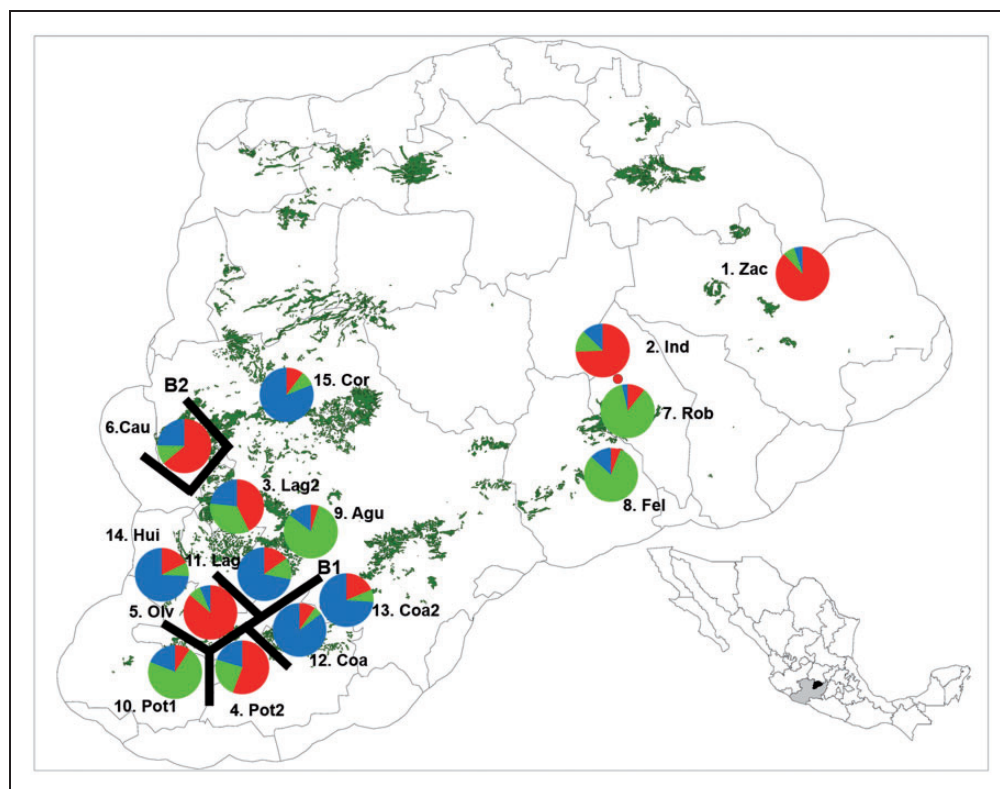 1. Zac
2. Ind
15. Cor
B2
7. Rob
6.Cau
8. Fel
3. Lag2
9. Agu
14. Hui
11. Lag
B1
5. Olv
13. Coa2
12. Coa
10. Pot1
4. Pot2